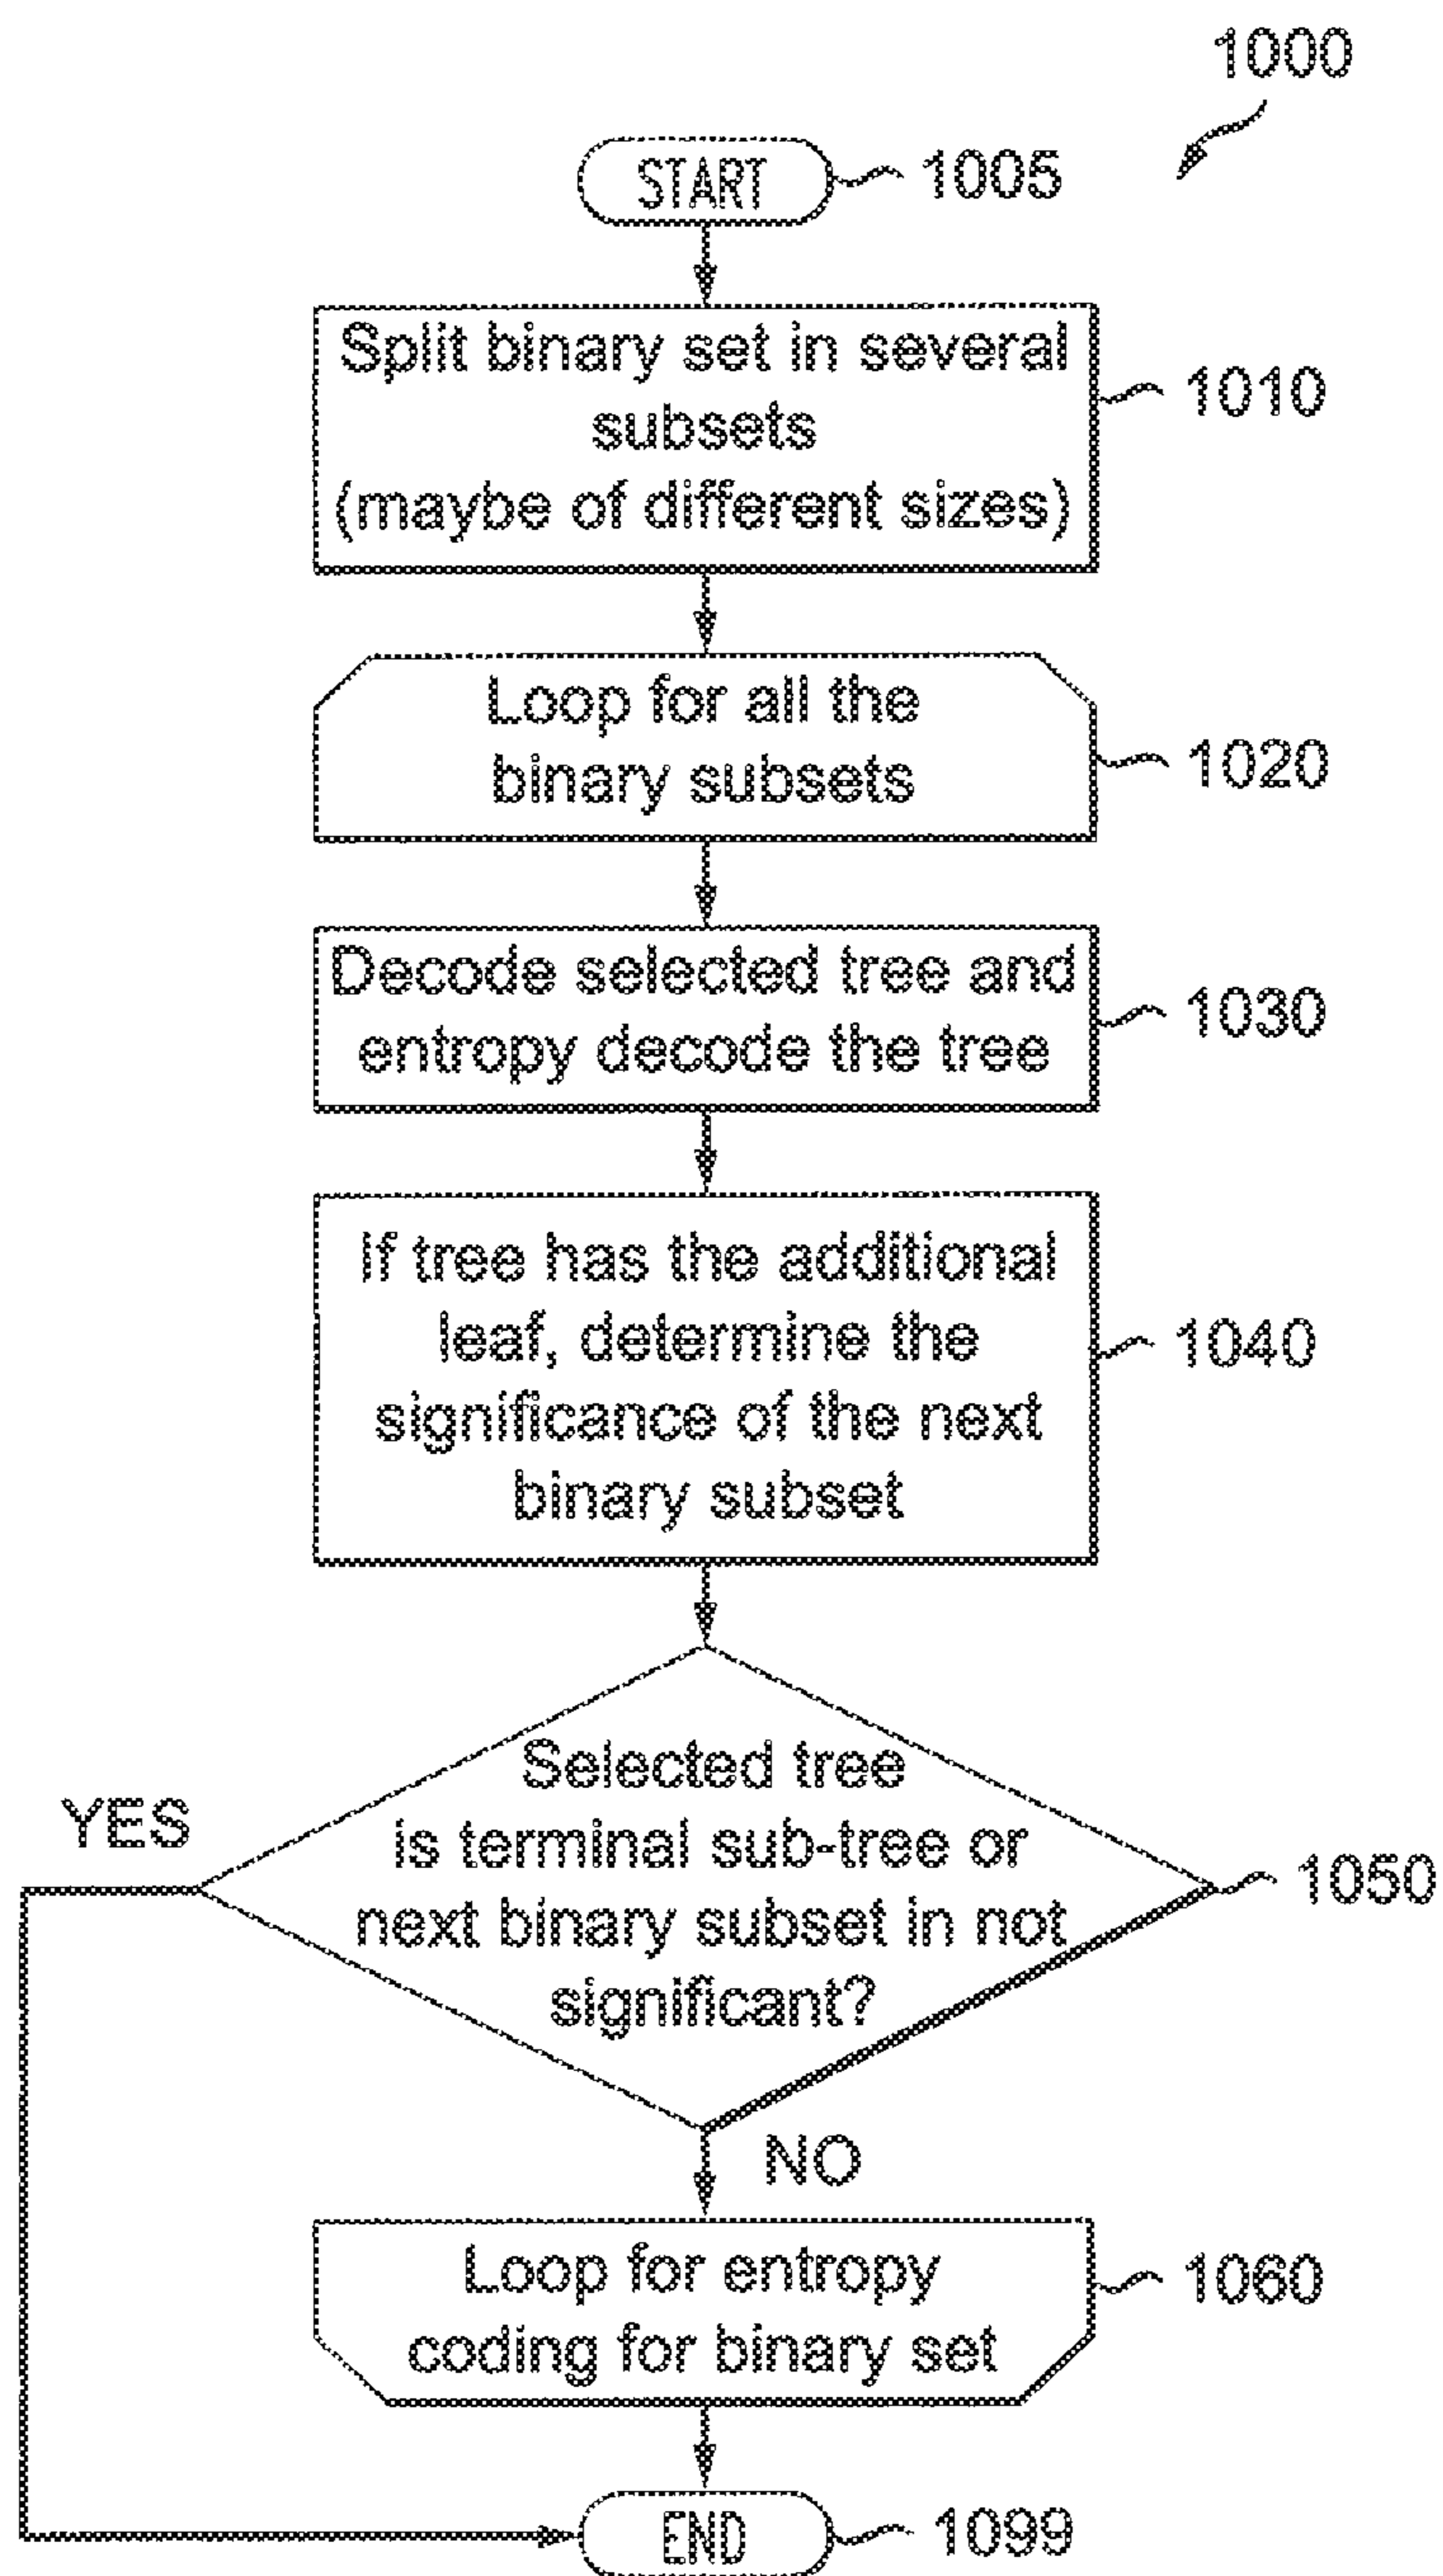 1000
START
1005
Split binary set in several
subsets
(maybe of different sizes)
1010
Loop for all the
binary subsets
1020
Decode selected tree and
entropy decode the tree
1030
If tree has the additional
leaf, determine the
significance of the next
binary subset
1040
Selected tree
is terminal sub-tree or
next binary subset in not
significant?
YES
1050
NO
Loop for entropy
coding for binary set
1060
END
1099